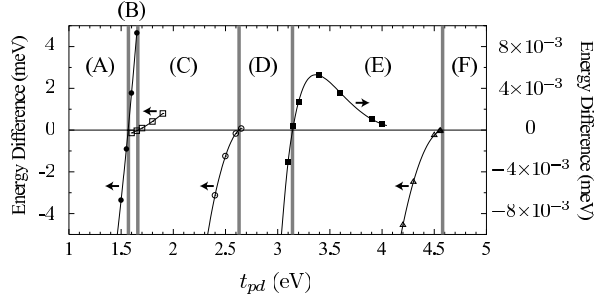 (B)
(A) (C) (D) (E) (F)
Energy Difference (meV)
4
2
0
-2
-4
8×10⁻³
4×10⁻³
0
−4×10⁻³
−8×10⁻³
Energy Difference (meV)
1 1.5 2 2.5 3 3.5 4 4.5 5
t_pd (eV)